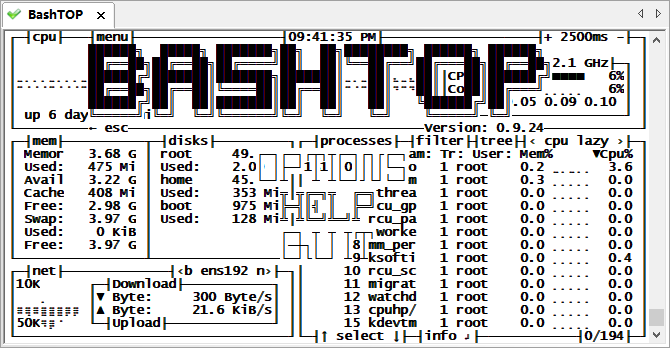 BashTOP ×
cpu menu 09:41:35 PM + 2500ms -
BASHTOP
2.1 GHz
CP 6%
Co 6%
.05 0.09 0.10
up 6 day
← esc Version: 0.9.24
mem disks processes filter tree ‹ cpu lazy ›
Memor 3.68 G root 49. am: Tr: User: Mem% ▼Cpu%
Used: 475 Mi Used: 2.0 1 o 1 root 0.2 3.6
Avail 3.22 G home 45. m 1 root 0.3 0.0
Cache 408 Mi Used: 353 Mi threa 1 root 0.0 0.0
Free: 2.98 G boot 975 Mi HELP cu_gp 1 root 0.0 0.0
Swap: 3.97 G Used: 128 Mi rcu_pa 1 root 0.0 0.0
Used: 0 KiB worke 1 root 0.0 0.0
Free: 3.97 G 8 mm_per 1 root 0.0 0.0
9 ksofti 1 root 0.0 0.4
net ‹b ens192 n› 10 rcu_sc 1 root 0.0 0.0
10K Download 11 migrat 1 root 0.0 0.0
▼ Byte: 300 Byte/s 12 watchd 1 root 0.0 0.0
▲ Byte: 21.6 KiB/s 13 cpuhp/ 1 root 0.0 0.0
50K Upload 15 kdevtm 1 root 0.0 0.0
↑ select ↓ info ↲ 0/194